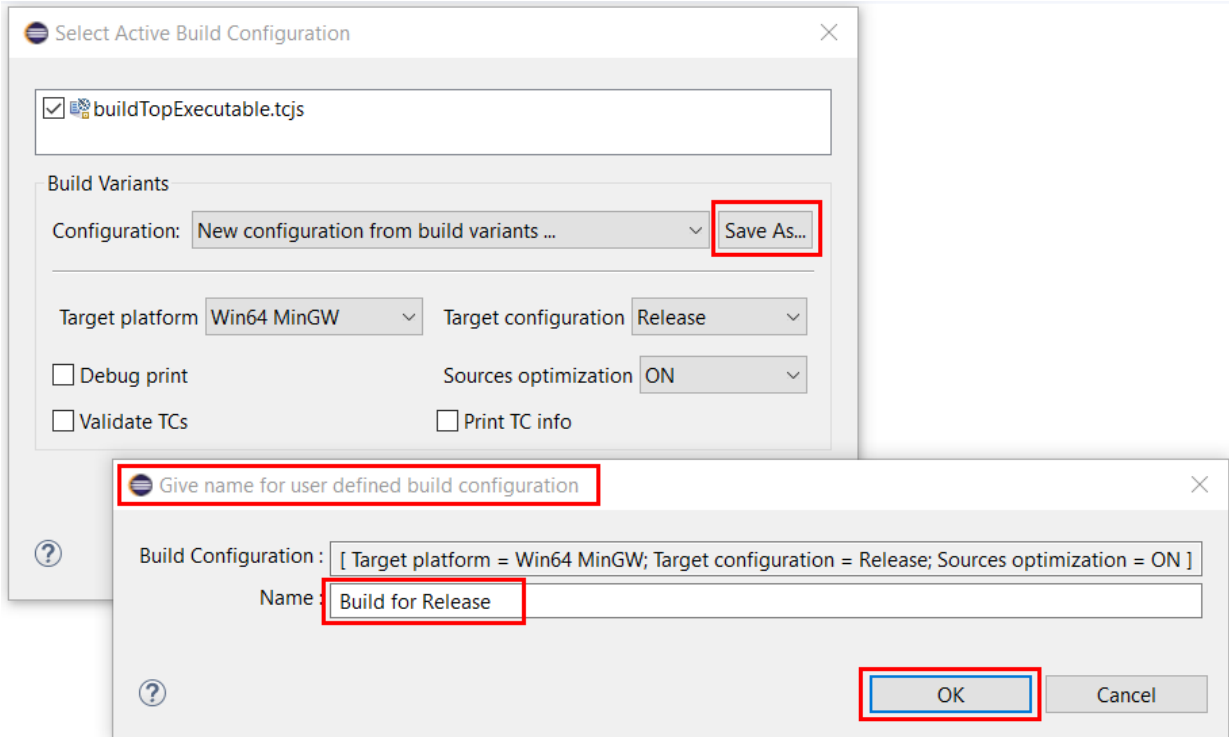 Select Active Build Configuration
buildTopExecutable.tcjs
Build Variants
Configuration: New configuration from build variants ... Save As...
Target platform Win64 MinGW Target configuration Release
Debug print Sources optimization ON
Validate TCs Print TC info
Give name for user defined build configuration
Build Configuration : [ Target platform = Win64 MinGW; Target configuration = Release; Sources optimization = ON ]
Name : Build for Release
OK Cancel